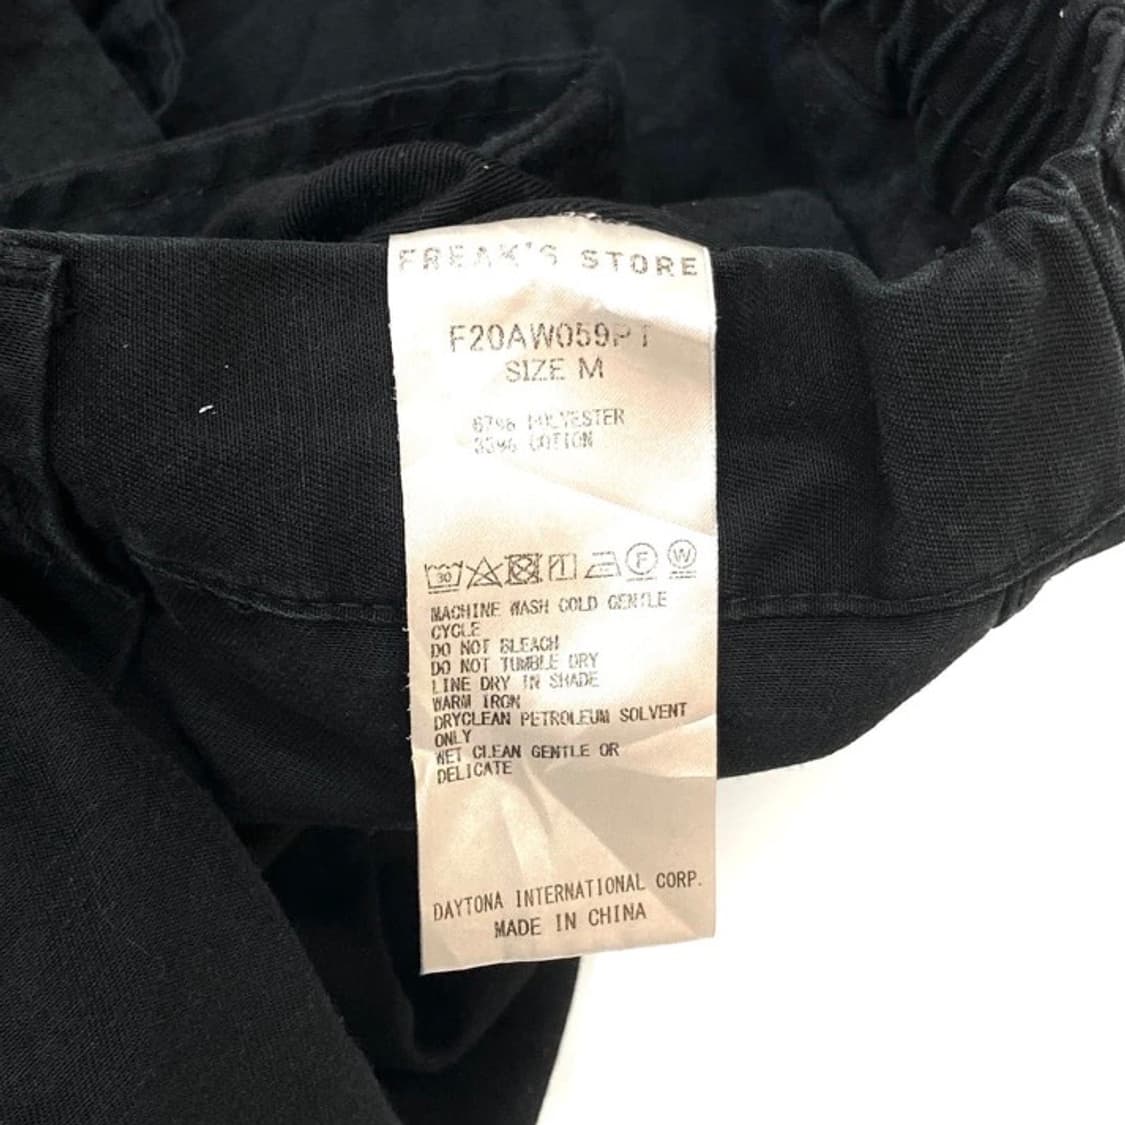 FREAK'S STORE
F20AW059PT
SIZE M
67% POLYESTER
33% COTTON
30 F W
MACHINE WASH COLD GENTLE
CYCLE
DO NOT BLEACH
DO NOT TUMBLE DRY
LINE DRY IN SHADE
WARM IRON
DRYCLEAN PETROLEUM SOLVENT
ONLY
WET CLEAN GENTLE OR
DELICATE
DAYTONA INTERNATIONAL CORP.
MADE IN CHINA